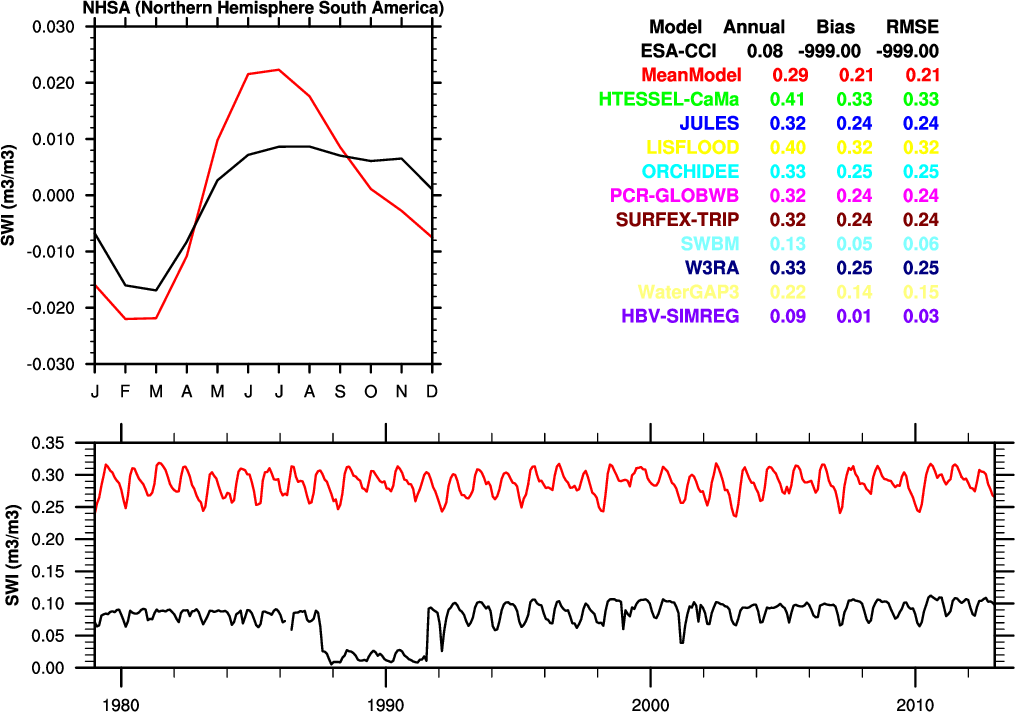 NHSA (Northern Hemisphere South America)
0.030
0.020
0.010
0.000
-0.010
-0.020
-0.030
SWI (m3/m3)
J F M A M J J A S O N D
Model Annual Bias RMSE
ESA-CCI 0.08 -999.00 -999.00
MeanModel 0.29 0.21 0.21
HTESSEL-CaMa 0.41 0.33 0.33
JULES 0.32 0.24 0.24
LISFLOOD 0.40 0.32 0.32
ORCHIDEE 0.33 0.25 0.25
PCR-GLOBWB 0.32 0.24 0.24
SURFEX-TRIP 0.32 0.24 0.24
SWBM 0.13 0.05 0.06
W3RA 0.33 0.25 0.25
WaterGAP3 0.22 0.14 0.15
HBV-SIMREG 0.09 0.01 0.03
0.35
0.30
0.25
0.20
0.15
0.10
0.05
0.00
SWI (m3/m3)
1980 1990 2000 2010